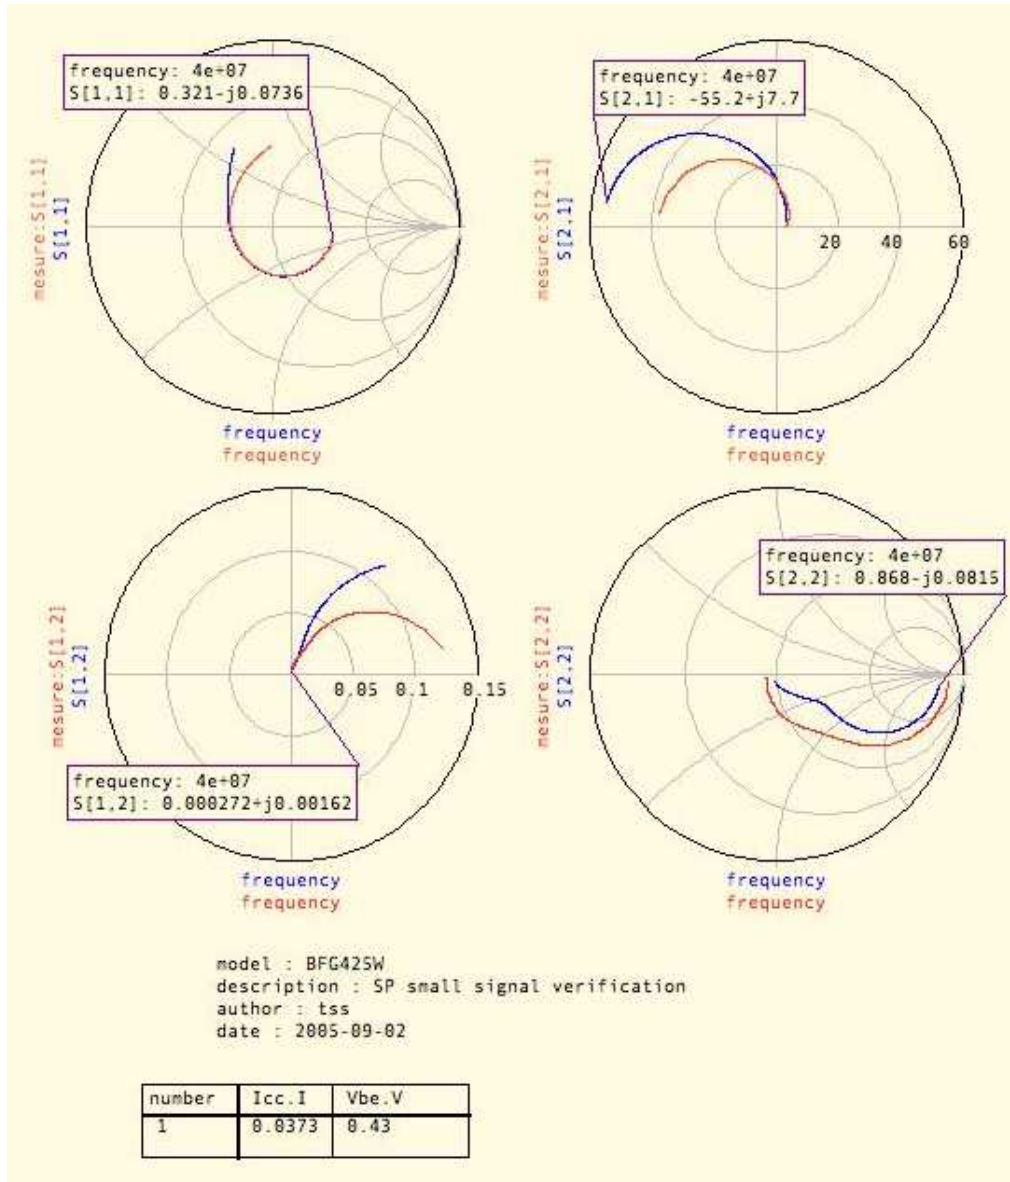 frequency: 4e+07
S[1,1]: 0.321-j0.0736
mesure:S[1,1]
S[1,1]
frequency
frequency
frequency: 4e+07
S[2,1]: -55.2+j7.7
mesure:S[2,1]
S[2,1]
20 40 60
frequency
frequency
mesure:S[1,2]
S[1,2]
0.05 0.1 0.15
frequency: 4e+07
S[1,2]: 0.000272+j0.00162
frequency
frequency
frequency: 4e+07
S[2,2]: 0.868-j0.0815
mesure:S[2,2]
S[2,2]
frequency
frequency
model : BFG425W
description : SP small signal verification
author : tss
date : 2005-09-02
number Icc.I Vbe.V
1 0.0373 0.43